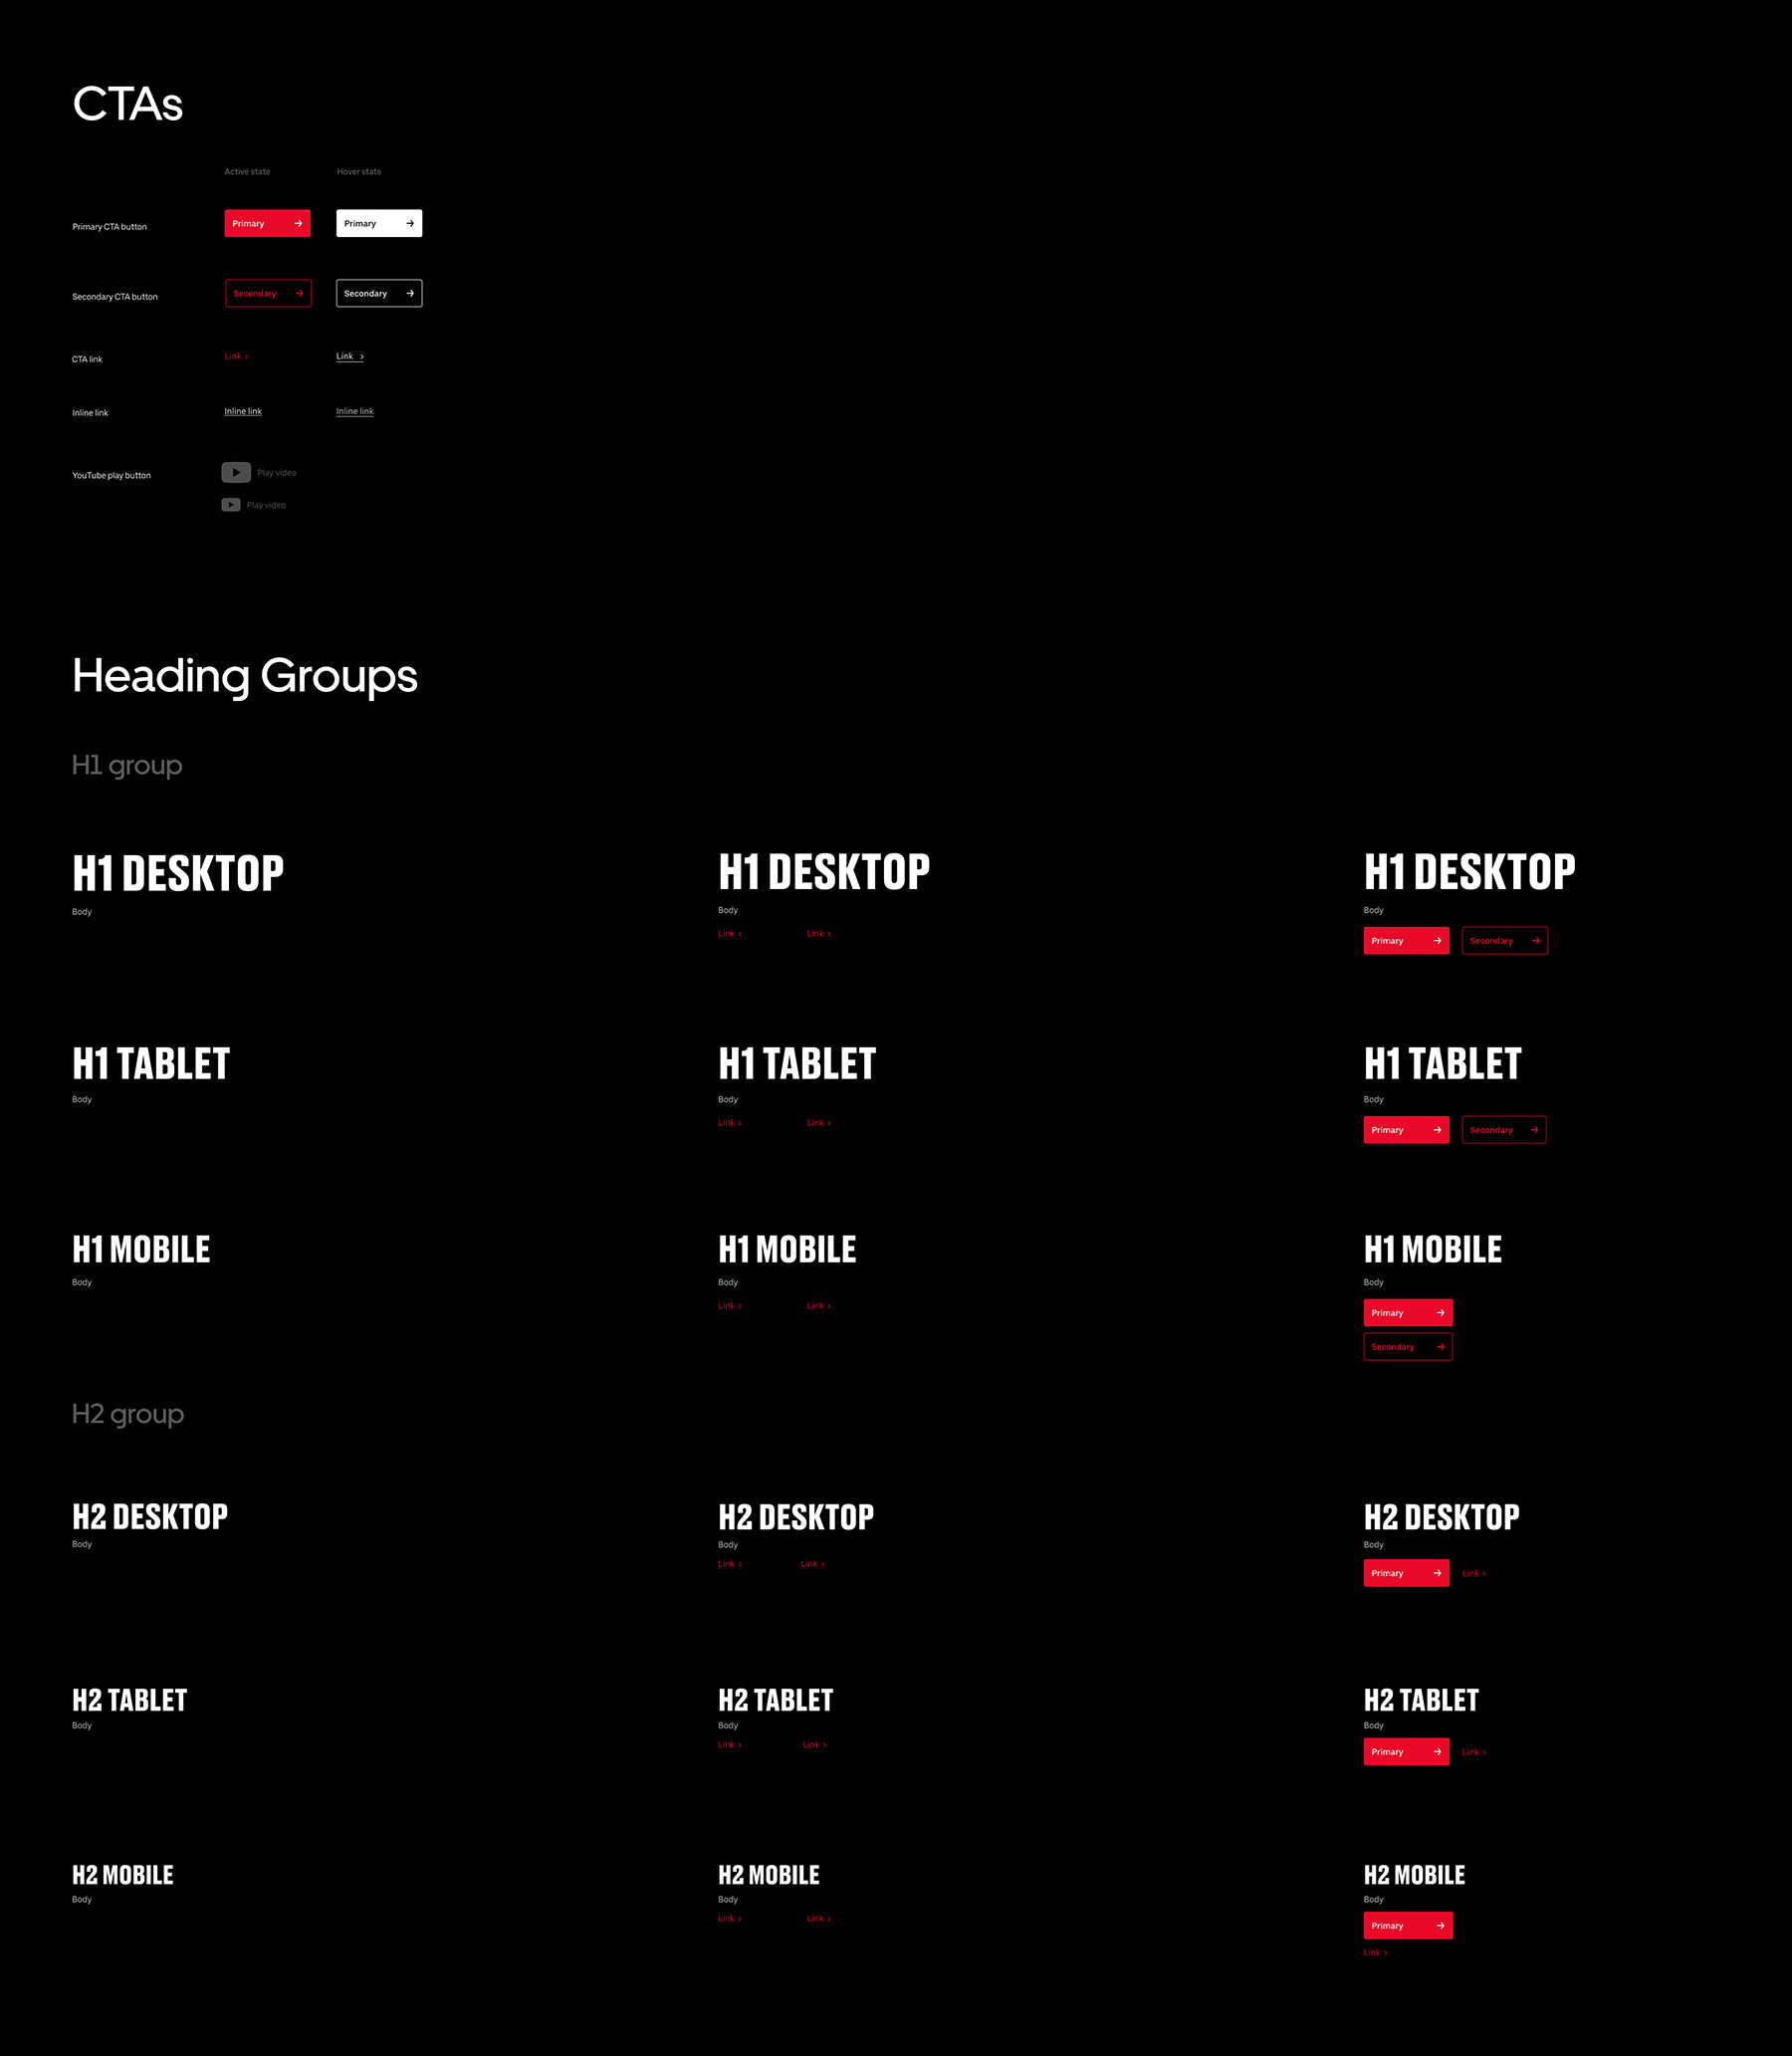 CTAs
Active state Hover state
Primary CTA button Primary → Primary →
Secondary CTA button Secondary → Secondary →
CTA link Link > Link >
Inline link Inline link Inline link
YouTube play button Play video
Play video
Heading Groups
H1 group
H1 DESKTOP H1 DESKTOP H1 DESKTOP
Body Body Body
Link > Link > Primary → Secondary →
H1 TABLET H1 TABLET H1 TABLET
Body Body Body
Link > Link > Primary → Secondary →
H1 MOBILE H1 MOBILE H1 MOBILE
Body Body Body
Link > Link > Primary →
Secondary →
H2 group
H2 DESKTOP H2 DESKTOP H2 DESKTOP
Body Body Body
Link > Link > Primary → Link >
H2 TABLET H2 TABLET H2 TABLET
Body Body Body
Link > Link > Primary → Link >
H2 MOBILE H2 MOBILE H2 MOBILE
Body Body Body
Link > Link > Primary →
Link >